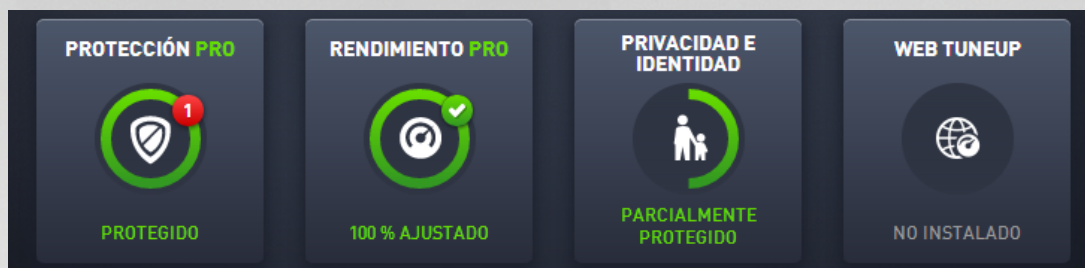 PROTECCIÓN PRO
1
PROTEGIDO
RENDIMIENTO PRO
100 % AJUSTADO
PRIVACIDAD E
IDENTIDAD
PARCIALMENTE
PROTEGIDO
WEB TUNEUP
NO INSTALADO